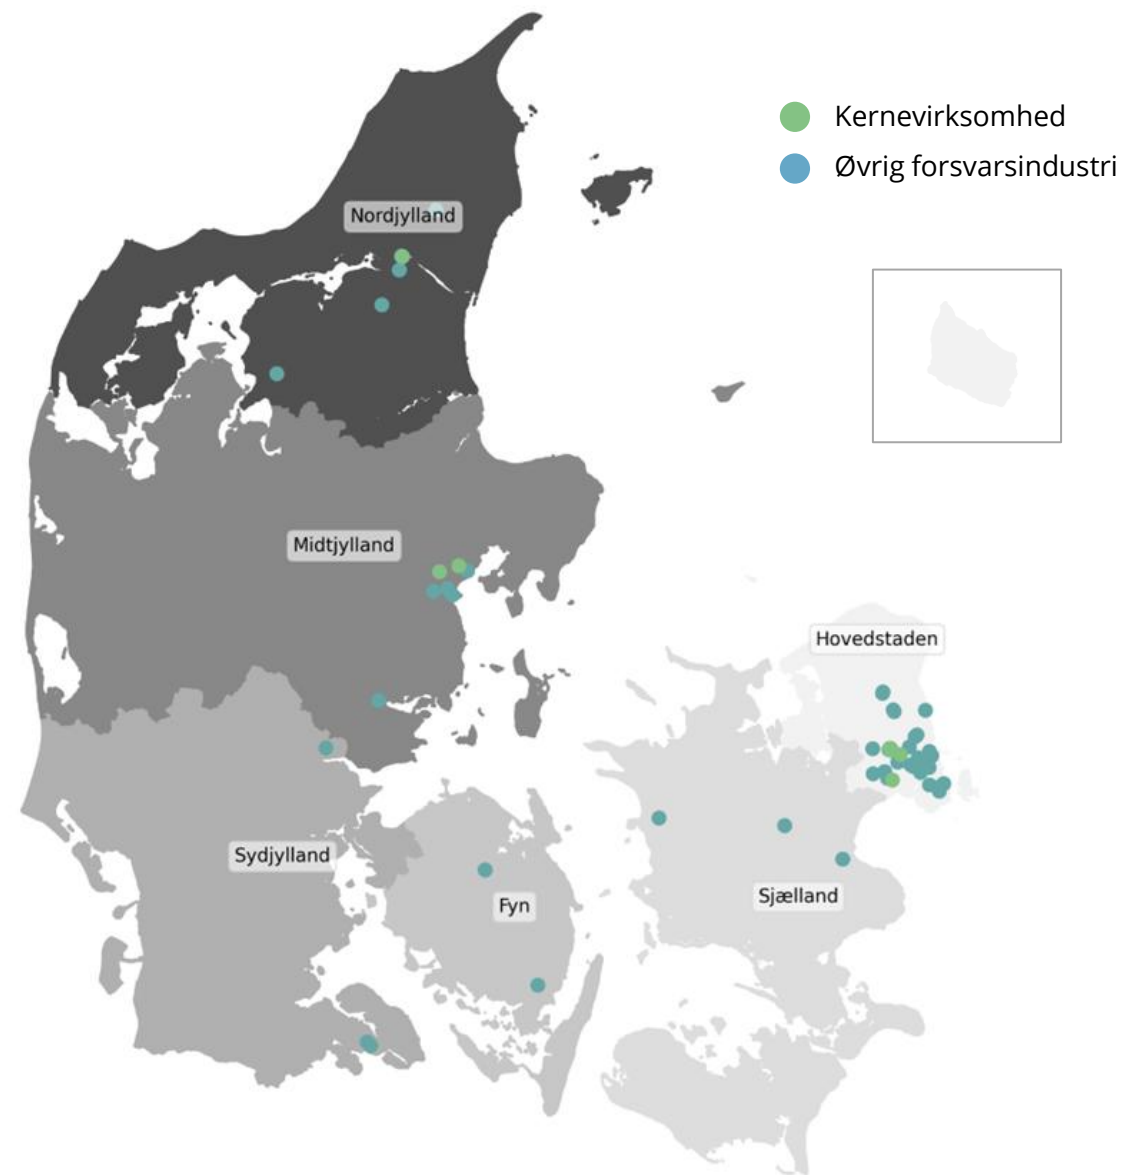 Kernevirksomhed
Øvrig forsvarsindustri
Nordjylland
Midtjylland
Hovedstaden
Sydjylland
Fyn
Sjælland